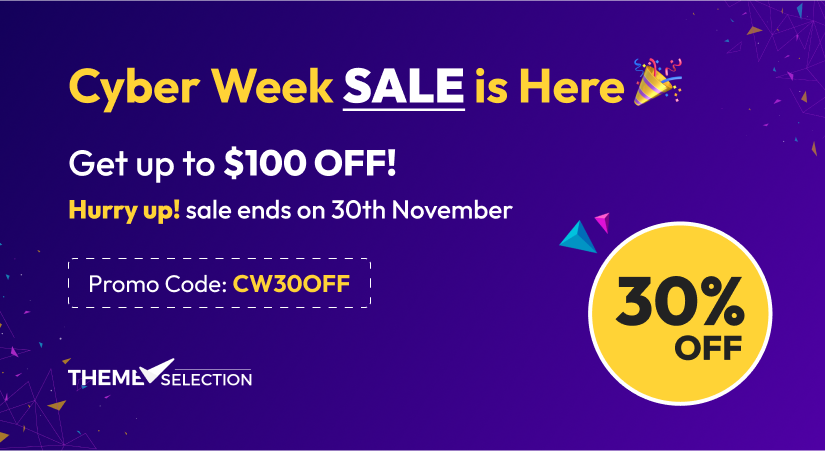 Cyber Week SALE is Here
Get up to $100 OFF!
Hurry up! sale ends on 30th November
Promo Code: CW30OFF
30%
OFF
THEMESELECTION